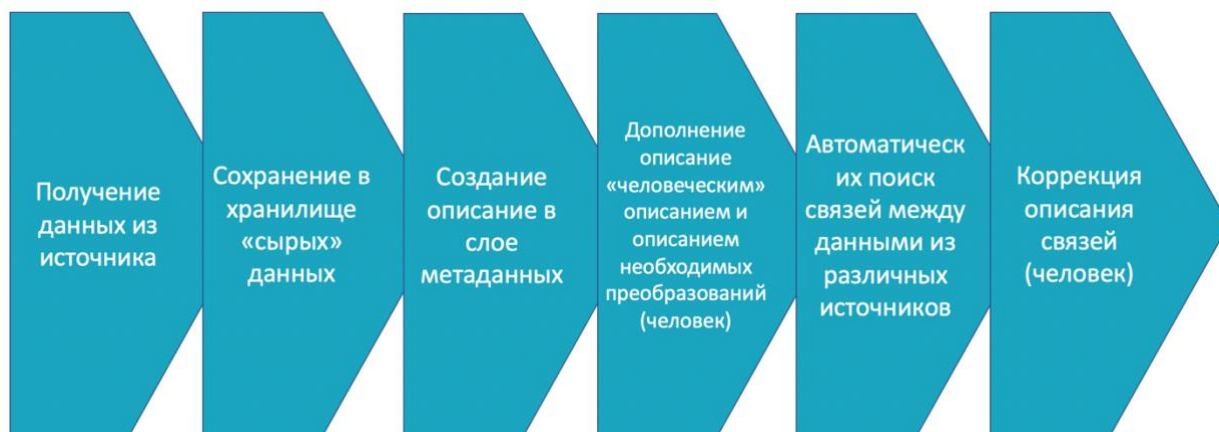 Получение
данных из
источника
Сохранение в
хранилище
«сырых»
данных
Создание
описание в
слое
метаданных
Дополнение
описание
«человеческим»
описанием и
описанием
необходимых
преобразований
(человек)
Автоматическ
их поиск
связей между
данными из
различных
источников
Коррекция
описания
связей
(человек)